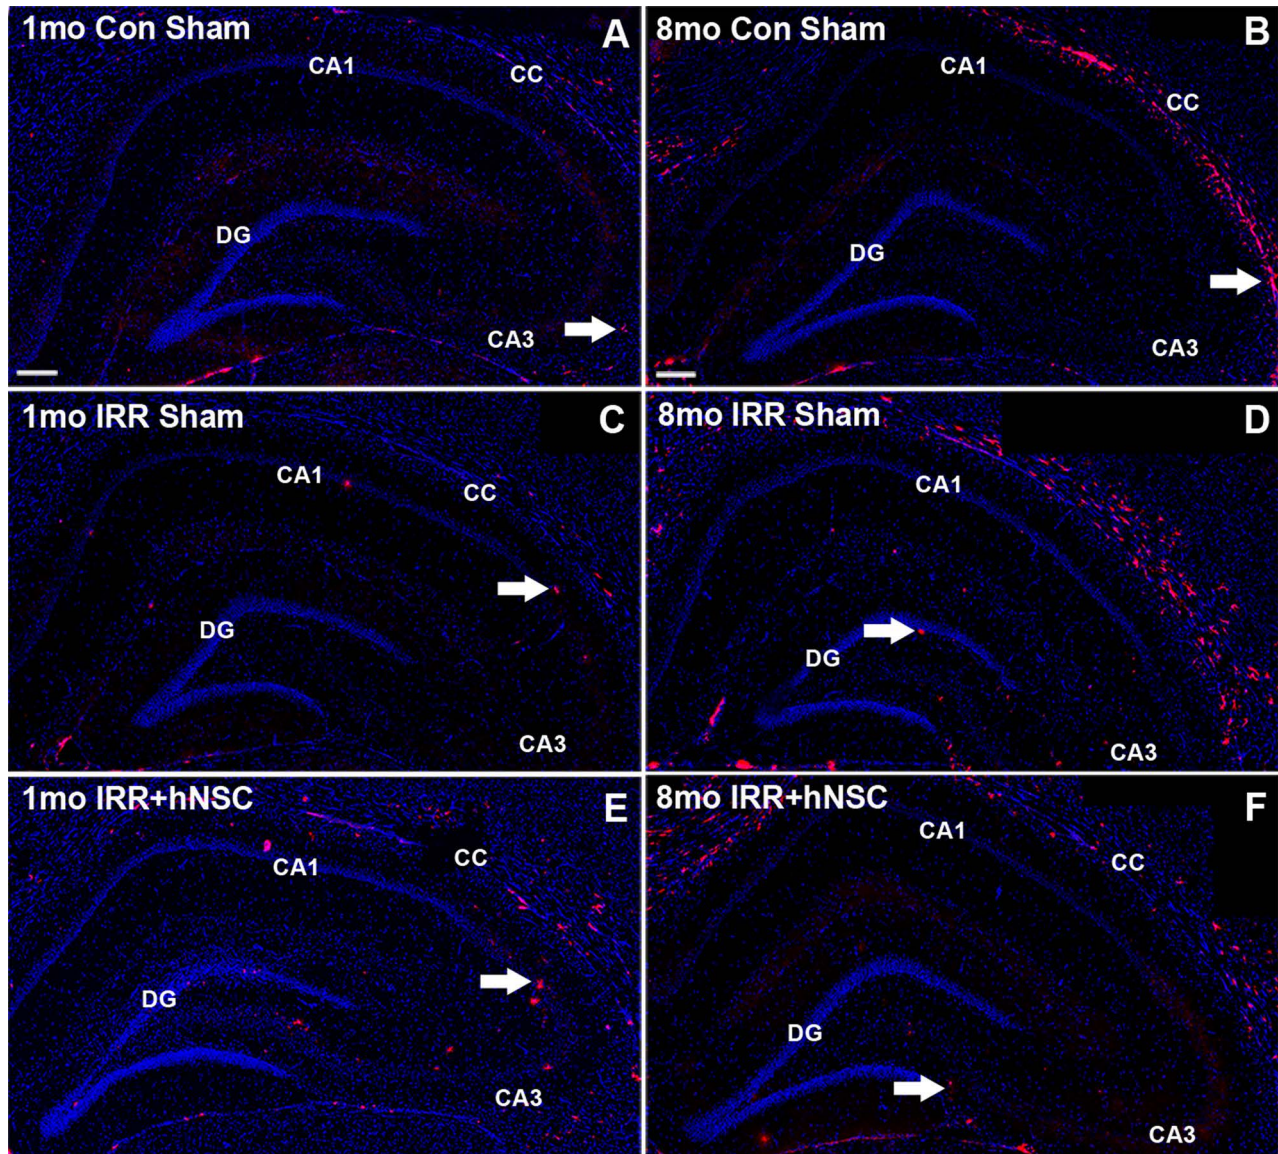 1mo Con Sham A
CA1
CC
DG
CA3
8mo Con Sham B
CA1
CC
DG
CA3
1mo IRR Sham C
CA1
CC
DG
CA3
8mo IRR Sham D
CA1
DG
CA3
1mo IRR+hNSC E
CC
CA1
DG
CA3
8mo IRR+hNSC F
CA1
CC
DG
CA3